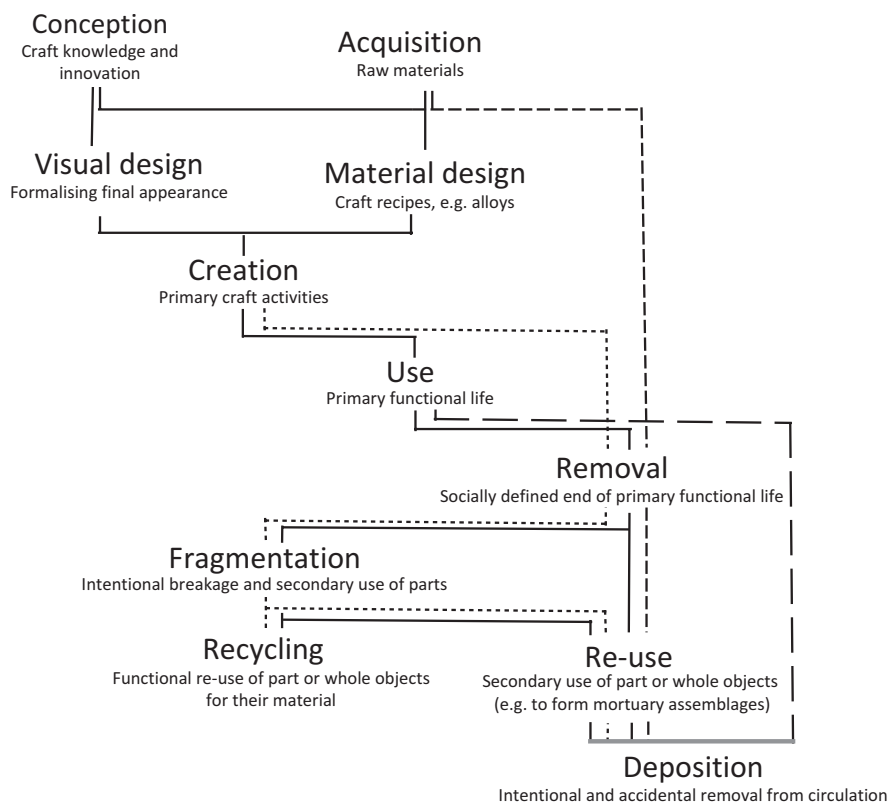 Conception
Craft knowledge and
innovation
Acquisition
Raw materials
Visual design
Formalising final appearance
Material design
Craft recipes, e.g. alloys
Creation
Primary craft activities
Use
Primary functional life
Removal
Socially defined end of primary functional life
Fragmentation
Intentional breakage and secondary use of parts
Recycling
Functional re-use of part or whole objects
for their material
Re-use
Secondary use of part or whole objects
(e.g. to form mortuary assemblages)
Deposition
Intentional and accidental removal from circulation